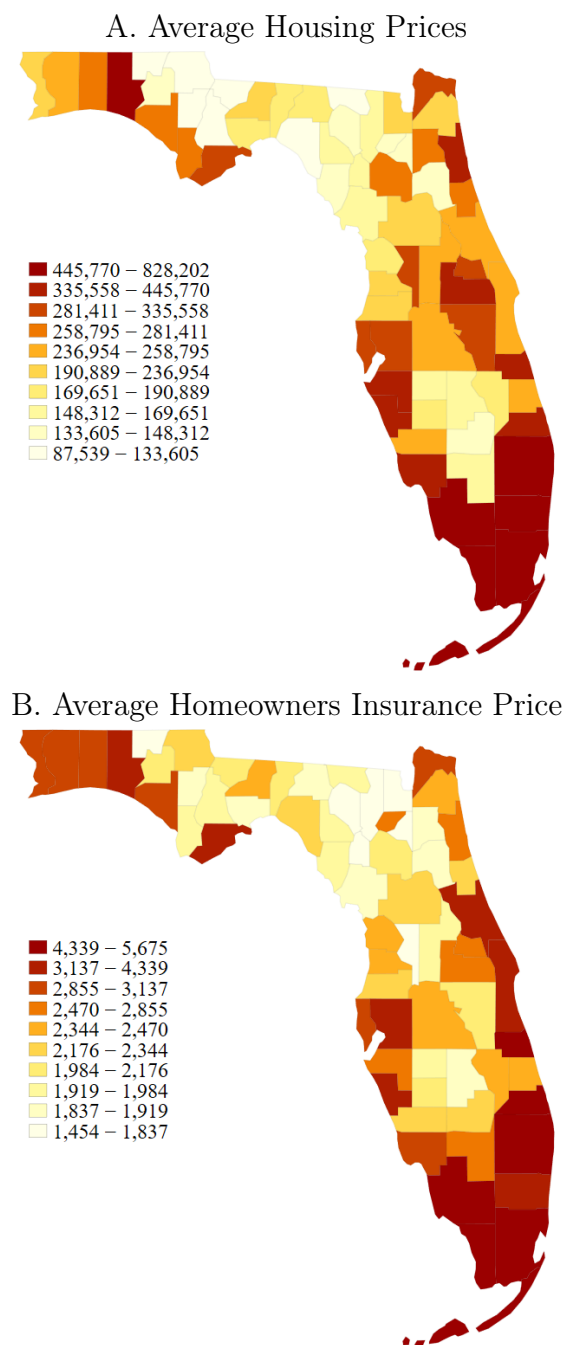 A. Average Housing Prices
445,770 − 828,202
335,558 − 445,770
281,411 − 335,558
258,795 − 281,411
236,954 − 258,795
190,889 − 236,954
169,651 − 190,889
148,312 − 169,651
133,605 − 148,312
87,539 − 133,605
B. Average Homeowners Insurance Price
4,339 − 5,675
3,137 − 4,339
2,855 − 3,137
2,470 − 2,855
2,344 − 2,470
2,176 − 2,344
1,984 − 2,176
1,919 − 1,984
1,837 − 1,919
1,454 − 1,837